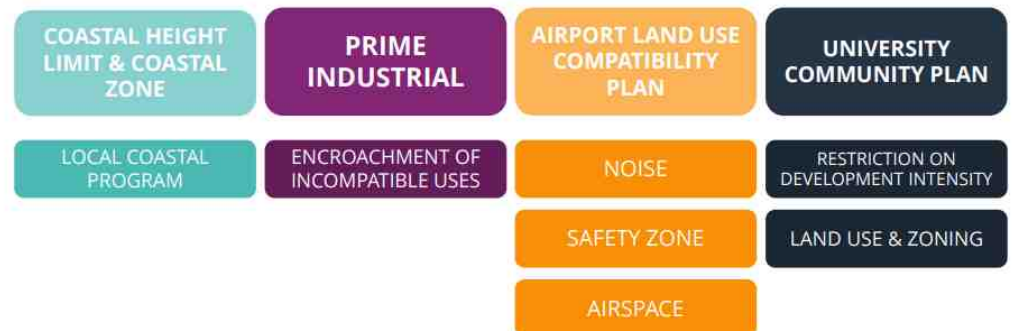 COASTAL HEIGHT
LIMIT & COASTAL
ZONE
PRIME
INDUSTRIAL
AIRPORT LAND USE
COMPATIBILITY
PLAN
UNIVERSITY
COMMUNITY PLAN
LOCAL COASTAL
PROGRAM
ENCROACHMENT OF
INCOMPATIBLE USES
NOISE
RESTRICTION ON
DEVELOPMENT INTENSITY
SAFETY ZONE
LAND USE & ZONING
AIRSPACE